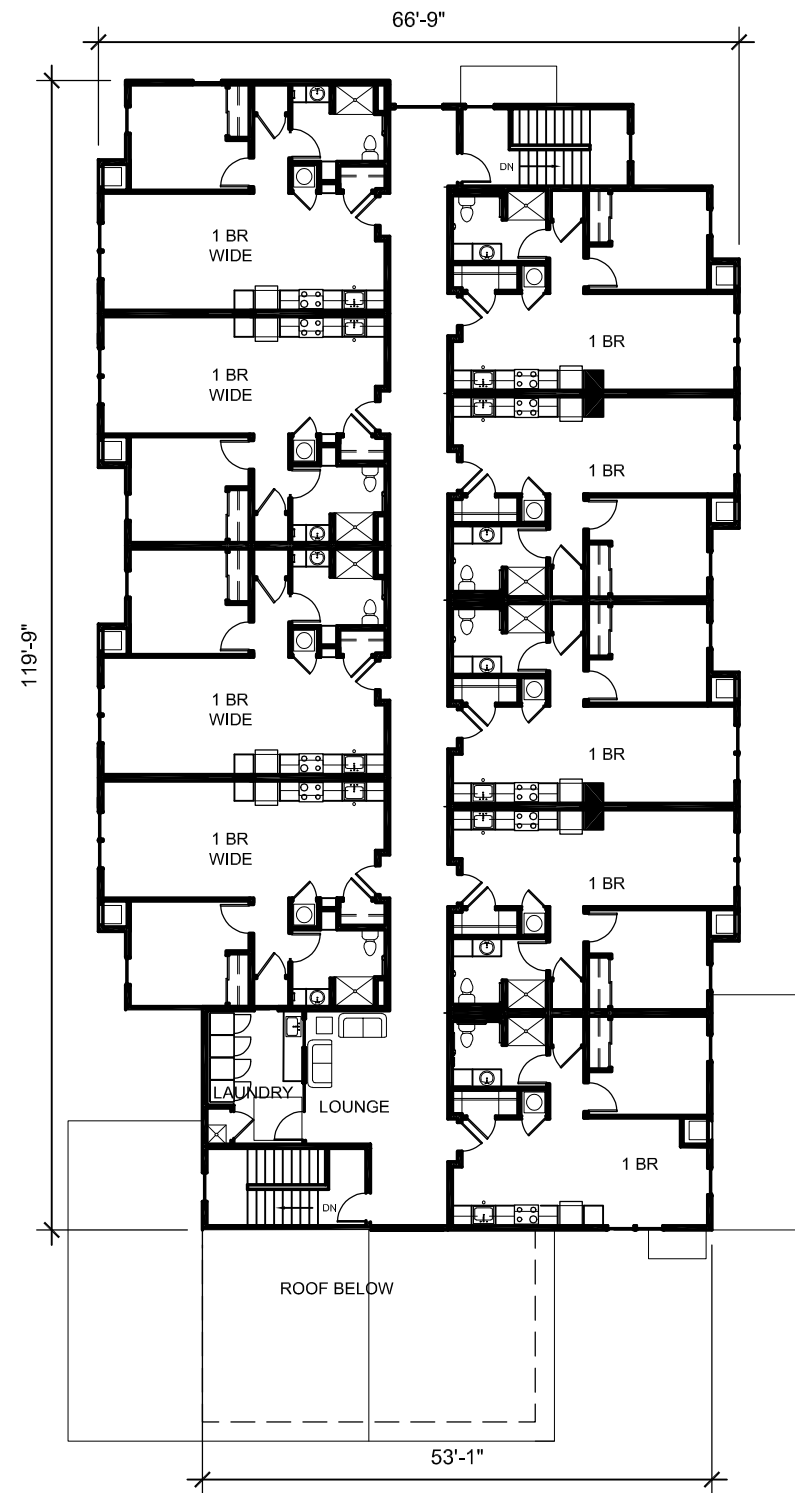 66'-9"
DN
1 BR
WIDE
1 BR
1 BR
WIDE
1 BR
119'-9"
1 BR
WIDE
1 BR
1 BR
WIDE
1 BR
LAUNDRY
LOUNGE
1 BR
DN
ROOF BELOW
53'-1"